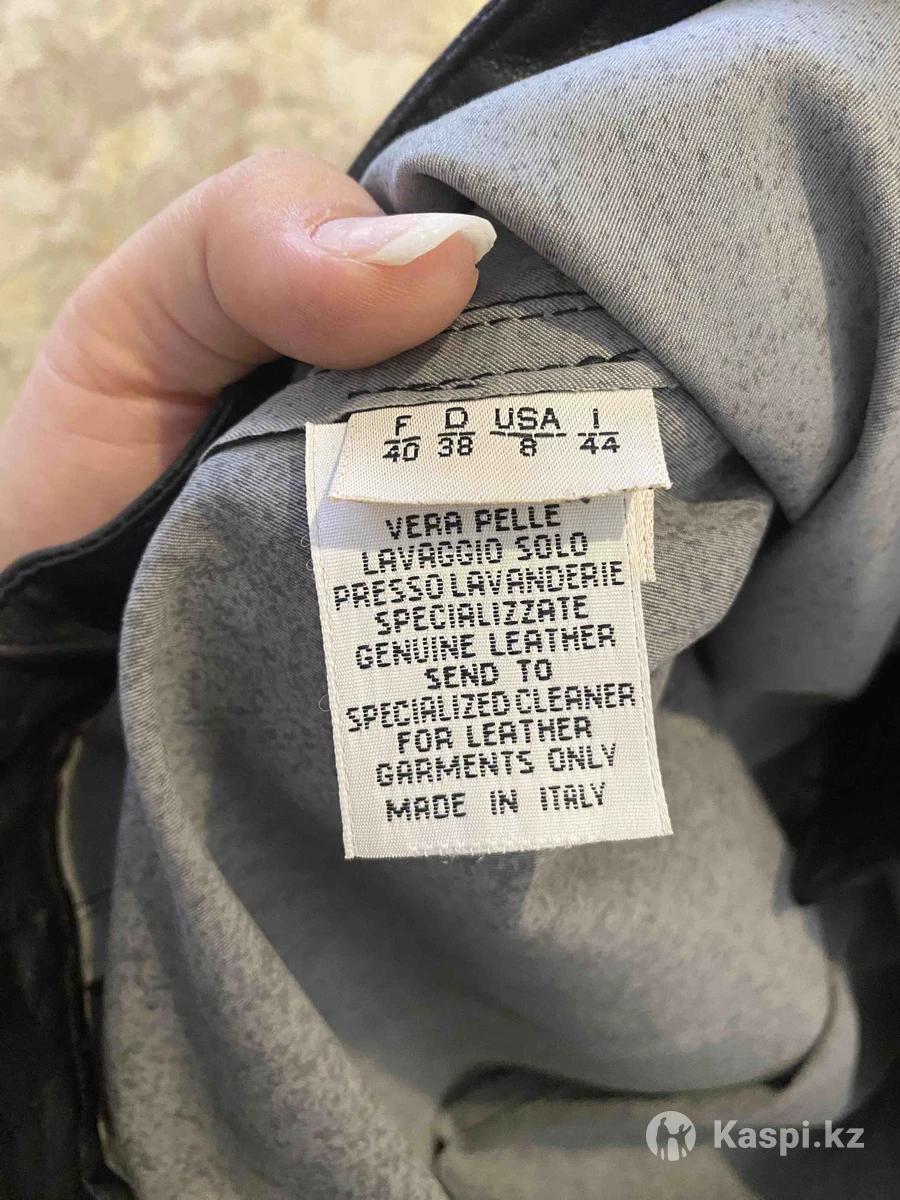 F D USA I
40 38 8 44
VERA PELLE
LAVAGGIO SOLO
PRESSO LAVANDERIE
SPECIALIZZATE
GENUINE LEATHER
SEND TO
SPECIALIZED CLEANER
FOR LEATHER
GARMENTS ONLY
MADE IN ITALY
Kaspi.kz